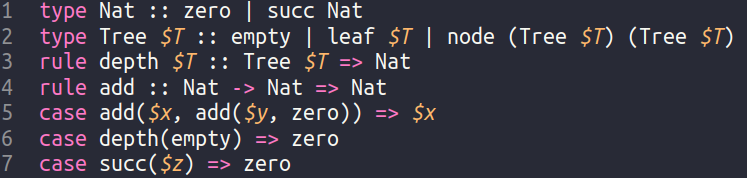 1 type Nat :: zero | succ Nat
2 type Tree $T :: empty | leaf $T | node (Tree $T) (Tree $T)
3 rule depth $T :: Tree $T => Nat
4 rule add :: Nat -> Nat => Nat
5 case add($x, add($y, zero)) => $x
6 case depth(empty) => zero
7 case succ($z) => zero